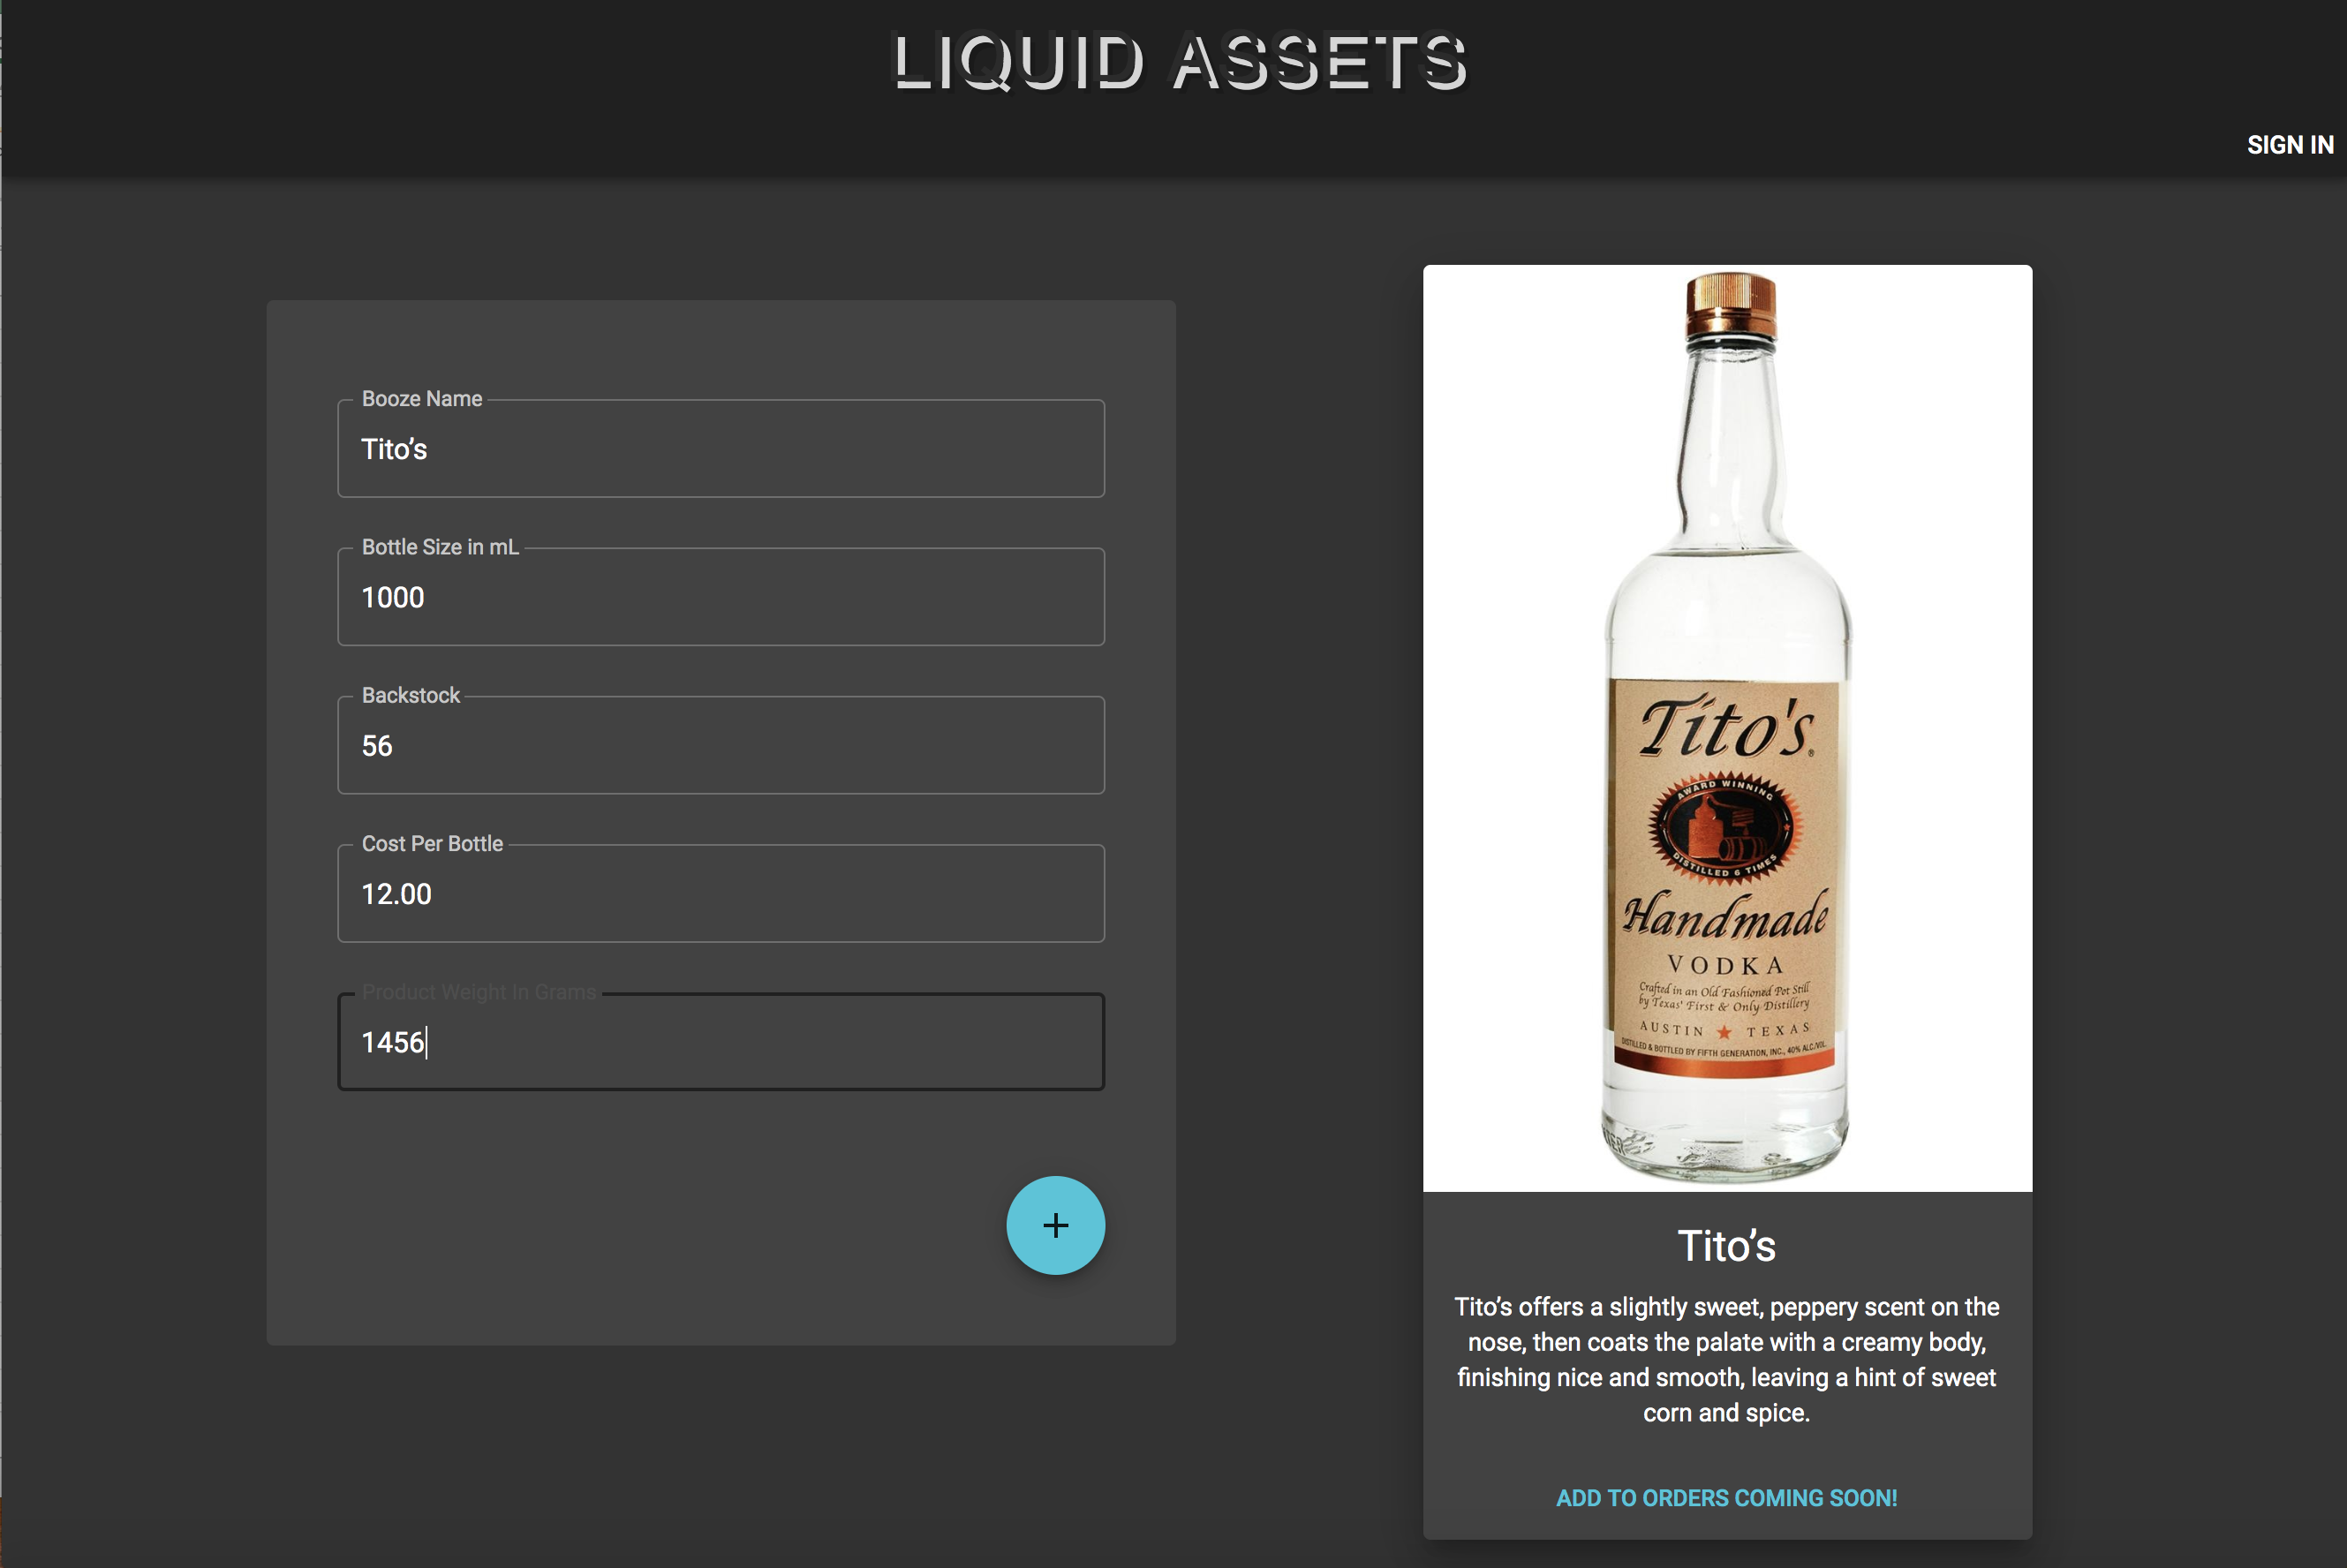 LIQUID ASSETS
SIGN IN
Booze Name
Tito’s
Bottle Size in mL
1000
Backstock
56
Cost Per Bottle
12.00
Product Weight In Grams
1456
+
Tito's®
AWARD WINNING
DISTILLED 6 TIMES
Handmade
VODKA
Crafted in an Old Fashioned Pot Still
by Texas' First & Only Distillery
AUSTIN ★ TEXAS
DISTILLED & BOTTLED BY FIFTH GENERATION, INC., 40% ALC/VOL.
Tito’s
Tito’s offers a slightly sweet, peppery scent on the
nose, then coats the palate with a creamy body,
finishing nice and smooth, leaving a hint of sweet
corn and spice.
ADD TO ORDERS COMING SOON!